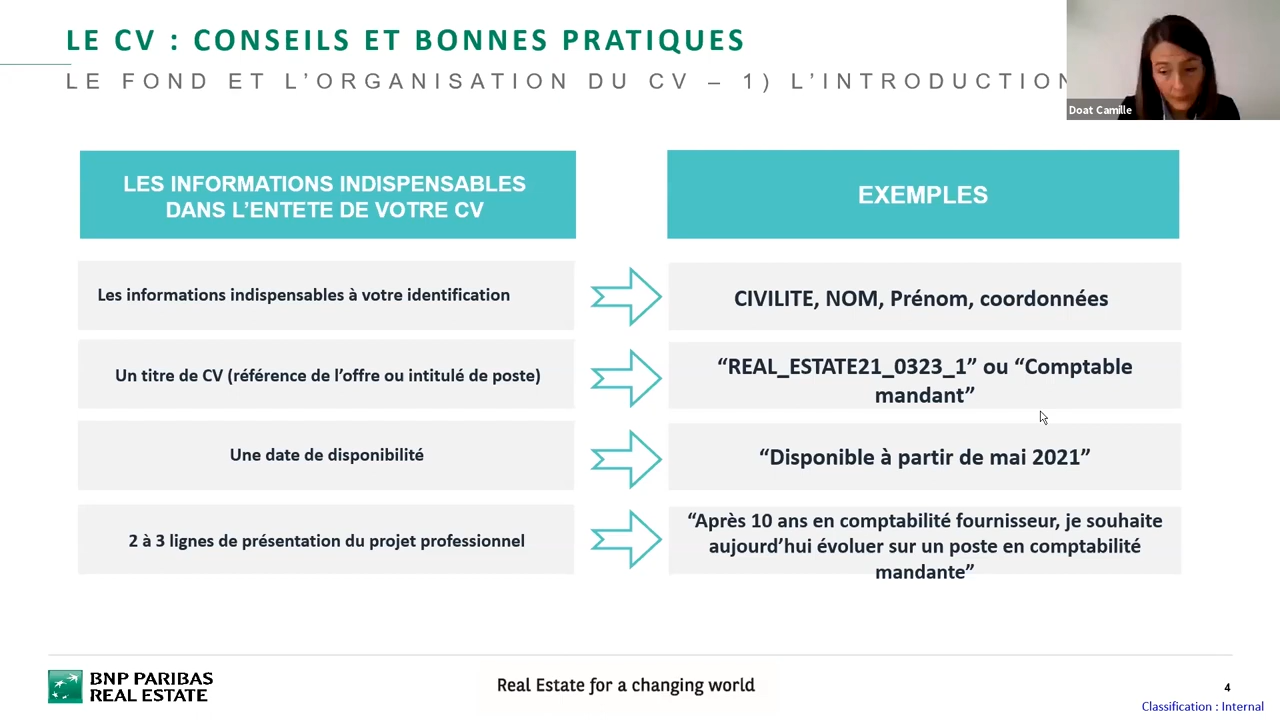 LE CV : CONSEILS ET BONNES PRATIQUES
LE FOND ET L’ORGANISATION DU CV – 1) L’INTRODUCTION
Doat Camille
LES INFORMATIONS INDISPENSABLES
DANS L’ENTETE DE VOTRE CV
EXEMPLES
Les informations indispensables à votre identification
CIVILITE, NOM, Prénom, coordonnées
Un titre de CV (référence de l’offre ou intitulé de poste)
“REAL_ESTATE21_0323_1” ou “Comptable
mandant”
Une date de disponibilité
“Disponible à partir de mai 2021”
2 à 3 lignes de présentation du projet professionnel
“Après 10 ans en comptabilité fournisseur, je souhaite
aujourd’hui évoluer sur un poste en comptabilité
mandante”
BNP PARIBAS
REAL ESTATE
Real Estate for a changing world
4
Classification : Internal